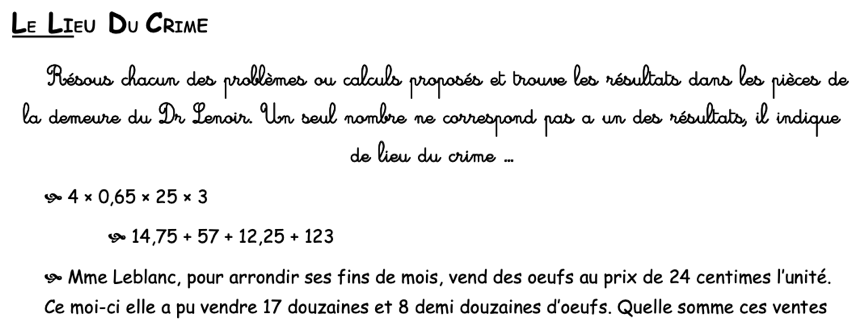 LE LIEU DU CRIME
Résous chacun des problèmes ou calculs proposés et trouve les résultats dans les pièces de
la demeure du Dr Lenoir. Un seul nombre ne correspond pas a un des résultats, il indique
de lieu du crime ...
4 × 0,65 × 25 × 3
14,75 + 57 + 12,25 + 123
Mme Leblanc, pour arrondir ses fins de mois, vend des oeufs au prix de 24 centimes l'unité.
Ce moi-ci elle a pu vendre 17 douzaines et 8 demi douzaines d'oeufs. Quelle somme ces ventes